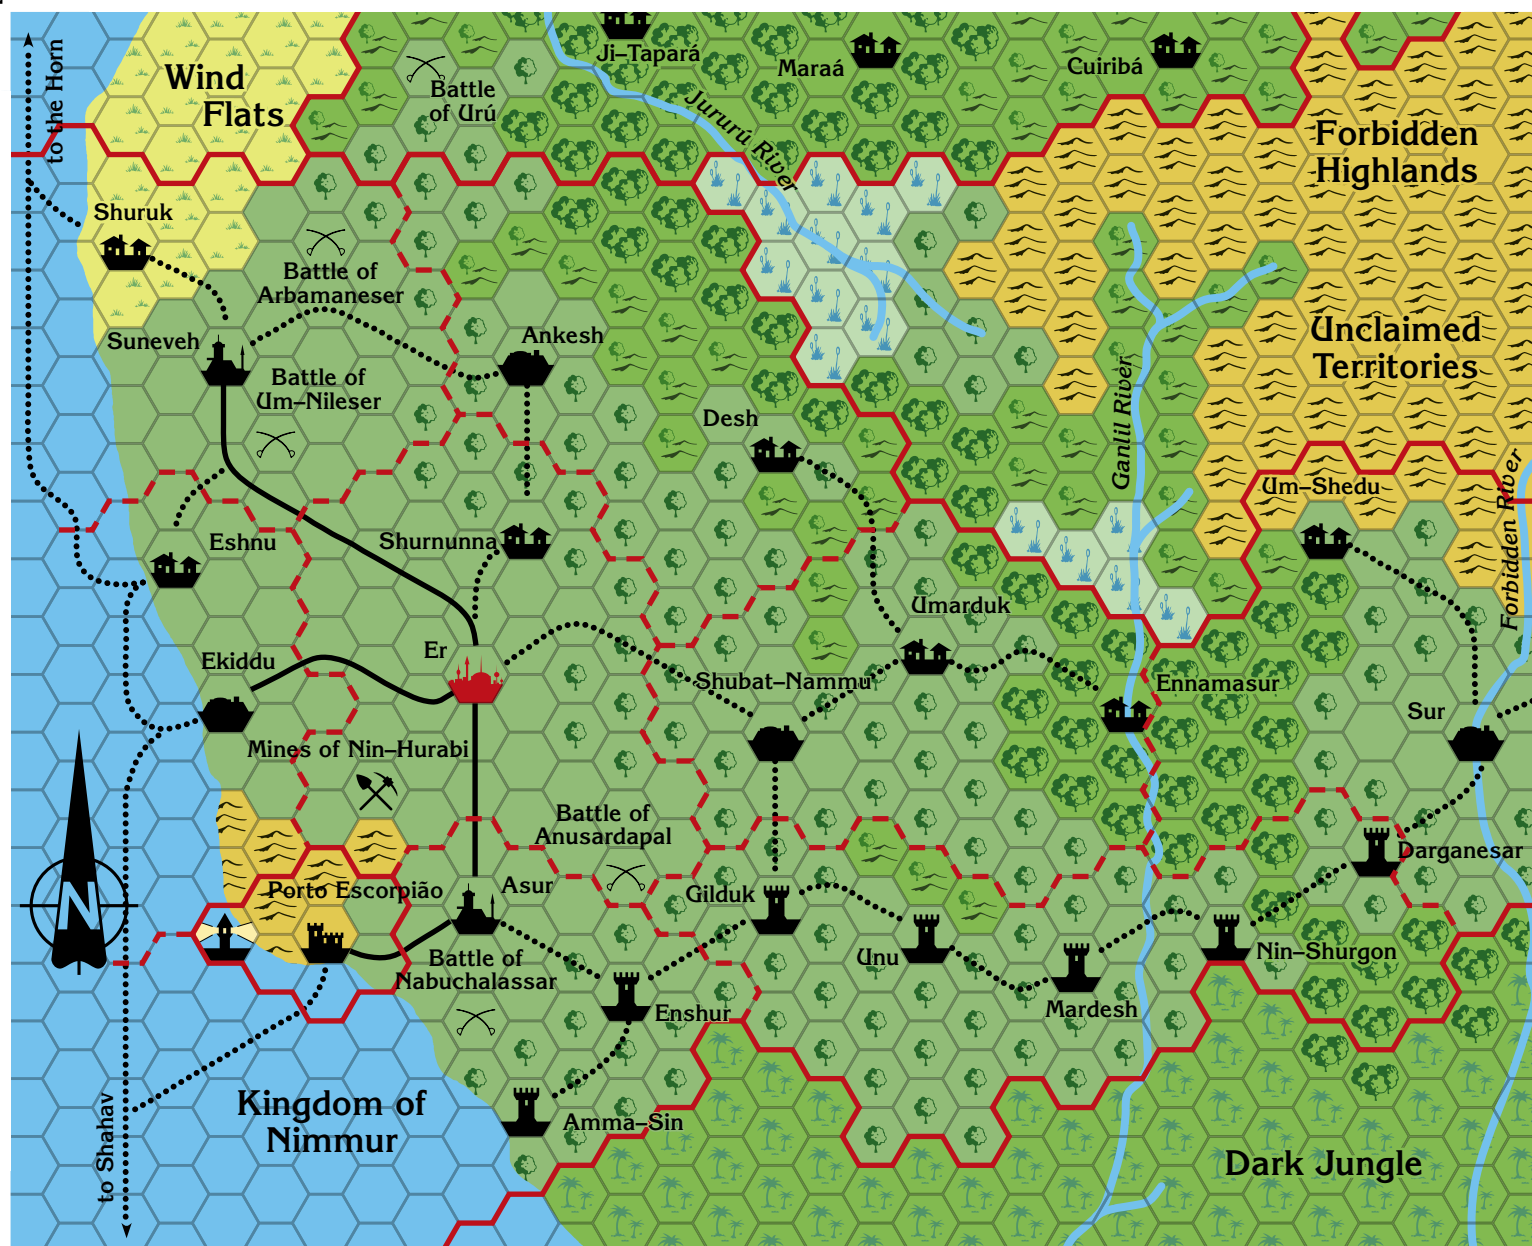 to the Horn
Wind
Flats
Battle
of Urú
Ji–Tapará
Maraá
Cuiribá
Jururú River
Forbidden
Highlands
Shuruk
Battle of
Arbamaneser
Suneveh
Ankesh
Unclaimed
Territories
Battle of
Um–Nileser
Desh
Ganlil River
Um–Shedu
Forbidden River
Eshnu
Shurnunna
Umarduk
Ekiddu
Er
Shubat–Nammu
Ennamasur
Sur
Mines of Nin–Hurabi
Battle of
Anusardapal
Darganesar
Porto Escorpião
Asur
Gilduk
N
Battle of
Nabuchalassar
Unu
Nin–Shurgon
Enshur
Mardesh
Kingdom of
Nimmur
Amma–Sin
to Shahav
Dark Jungle